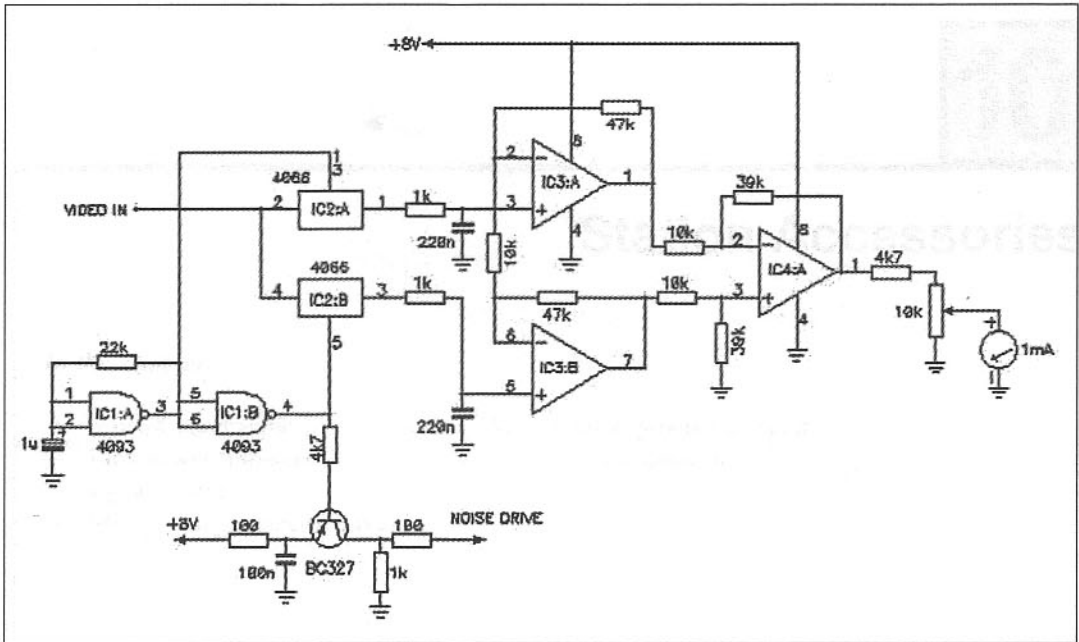 +8V
47k
8
1
3
4066
2
IC3:A
1
39k
VIDEO IN
2
IC2:A
1
1k
3
4
220n
10k
10k
2
8
IC4:A
1
4k7
4066
4
IC2:B
3
1k
47k
10k
3
4
10k
1mA
5
6
IC3:B
7
39k
22k
5
1
IC1:A
3
5
IC1:B
4
2
6
220n
1u
4093
4093
4k7
+8V
100
NOISE DRIVE
100
100n
BC327
1k
Station Accessories